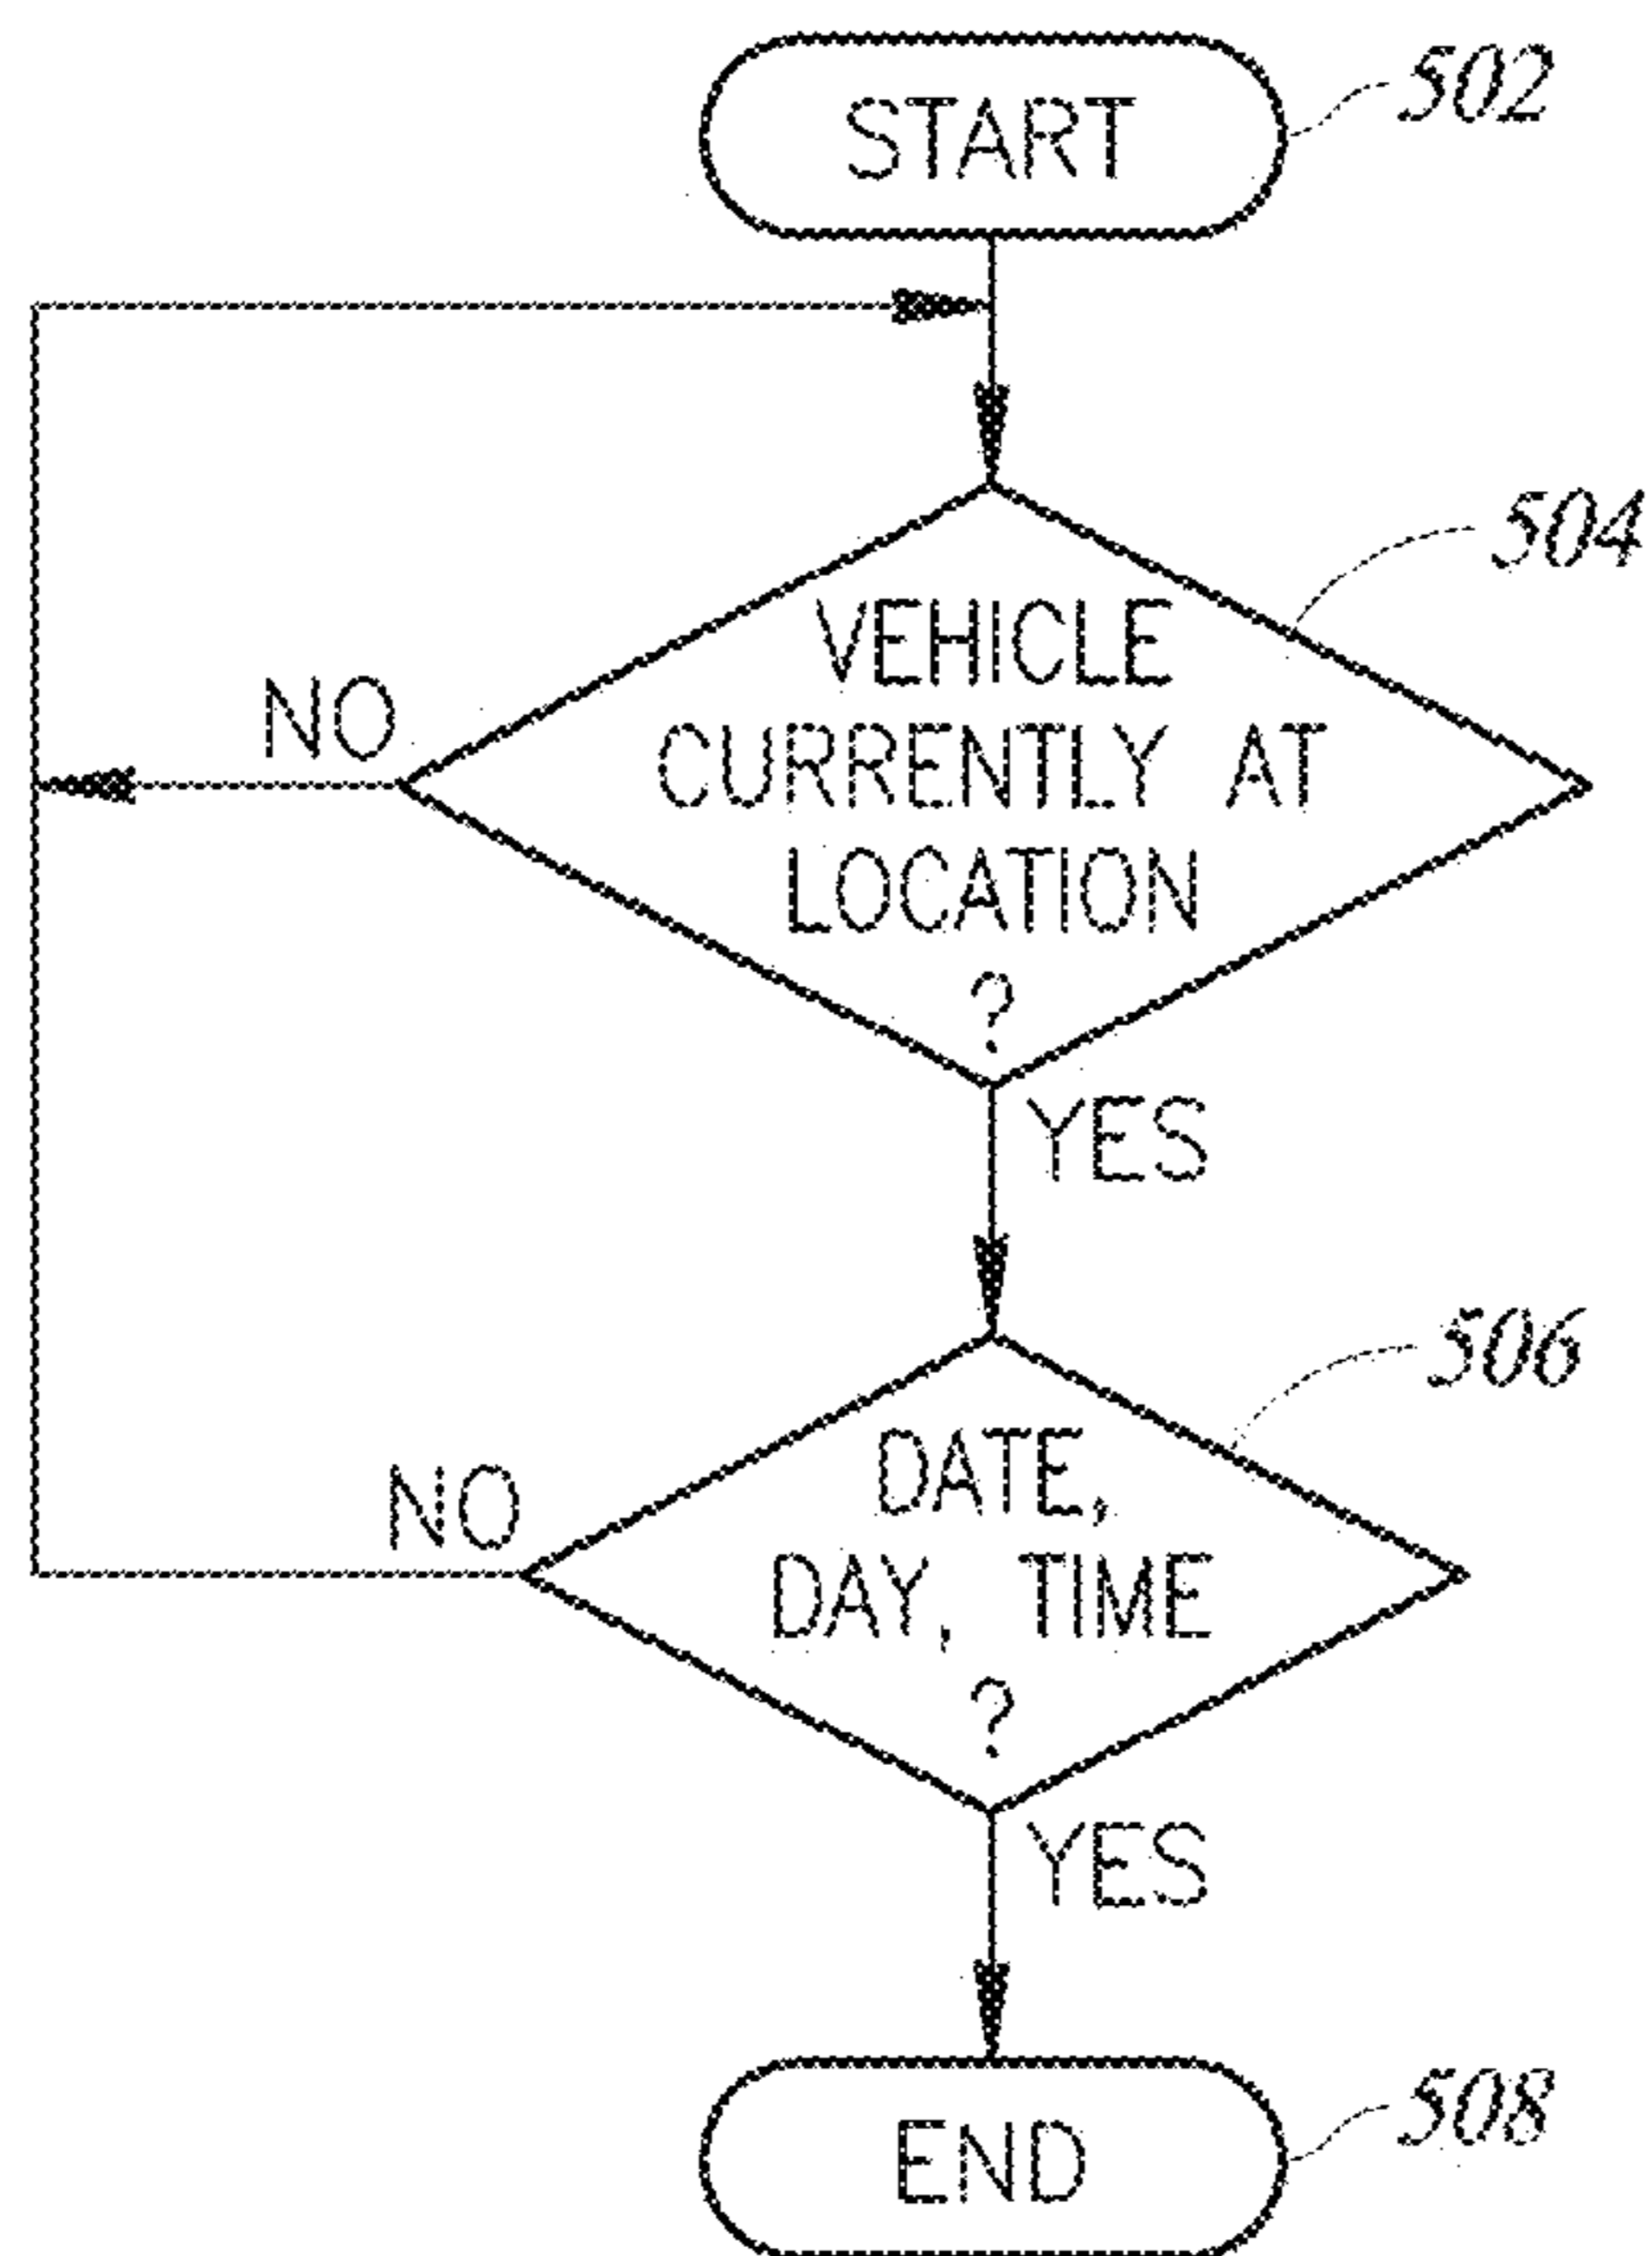 START
502
504
VEHICLE
CURRENTLY AT
LOCATION
?
NO
YES
506
DATE,
DAY, TIME
?
NO
YES
END
508